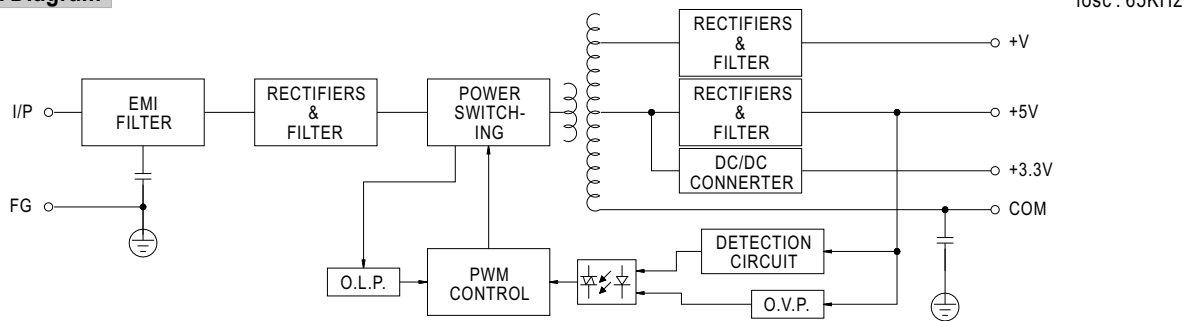 Diagram
fosc : 65KHz
RECTIFIERS
&
FILTER
+V
I/P
EMI
FILTER
RECTIFIERS
&
FILTER
POWER
SWITCH-
ING
RECTIFIERS
&
FILTER
+5V
DC/DC
CONNERTER
+3.3V
FG
COM
DETECTION
CIRCUIT
O.L.P.
PWM
CONTROL
O.V.P.